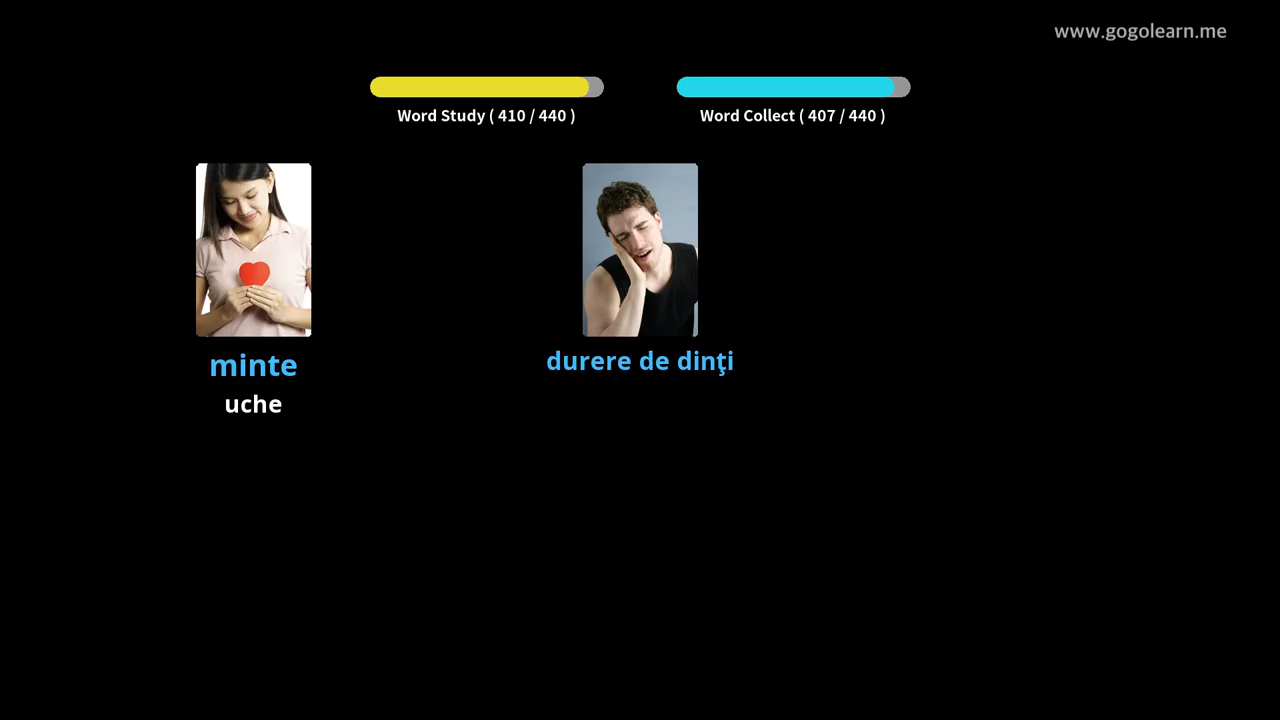 www.gogolearn.me
Word Study ( 410 / 440 )
Word Collect ( 407 / 440 )
minte
uche
durere de dinţi